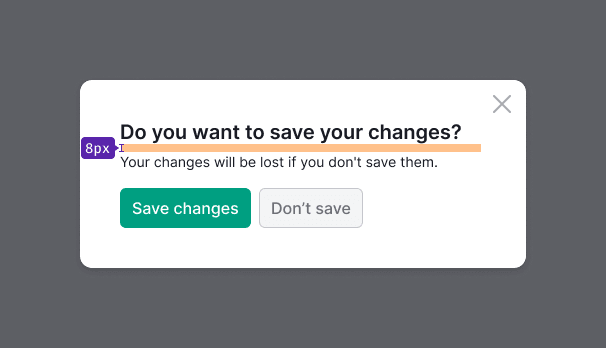 Do you want to save your changes?
8px
Your changes will be lost if you don't save them.
Save changes
Don’t save